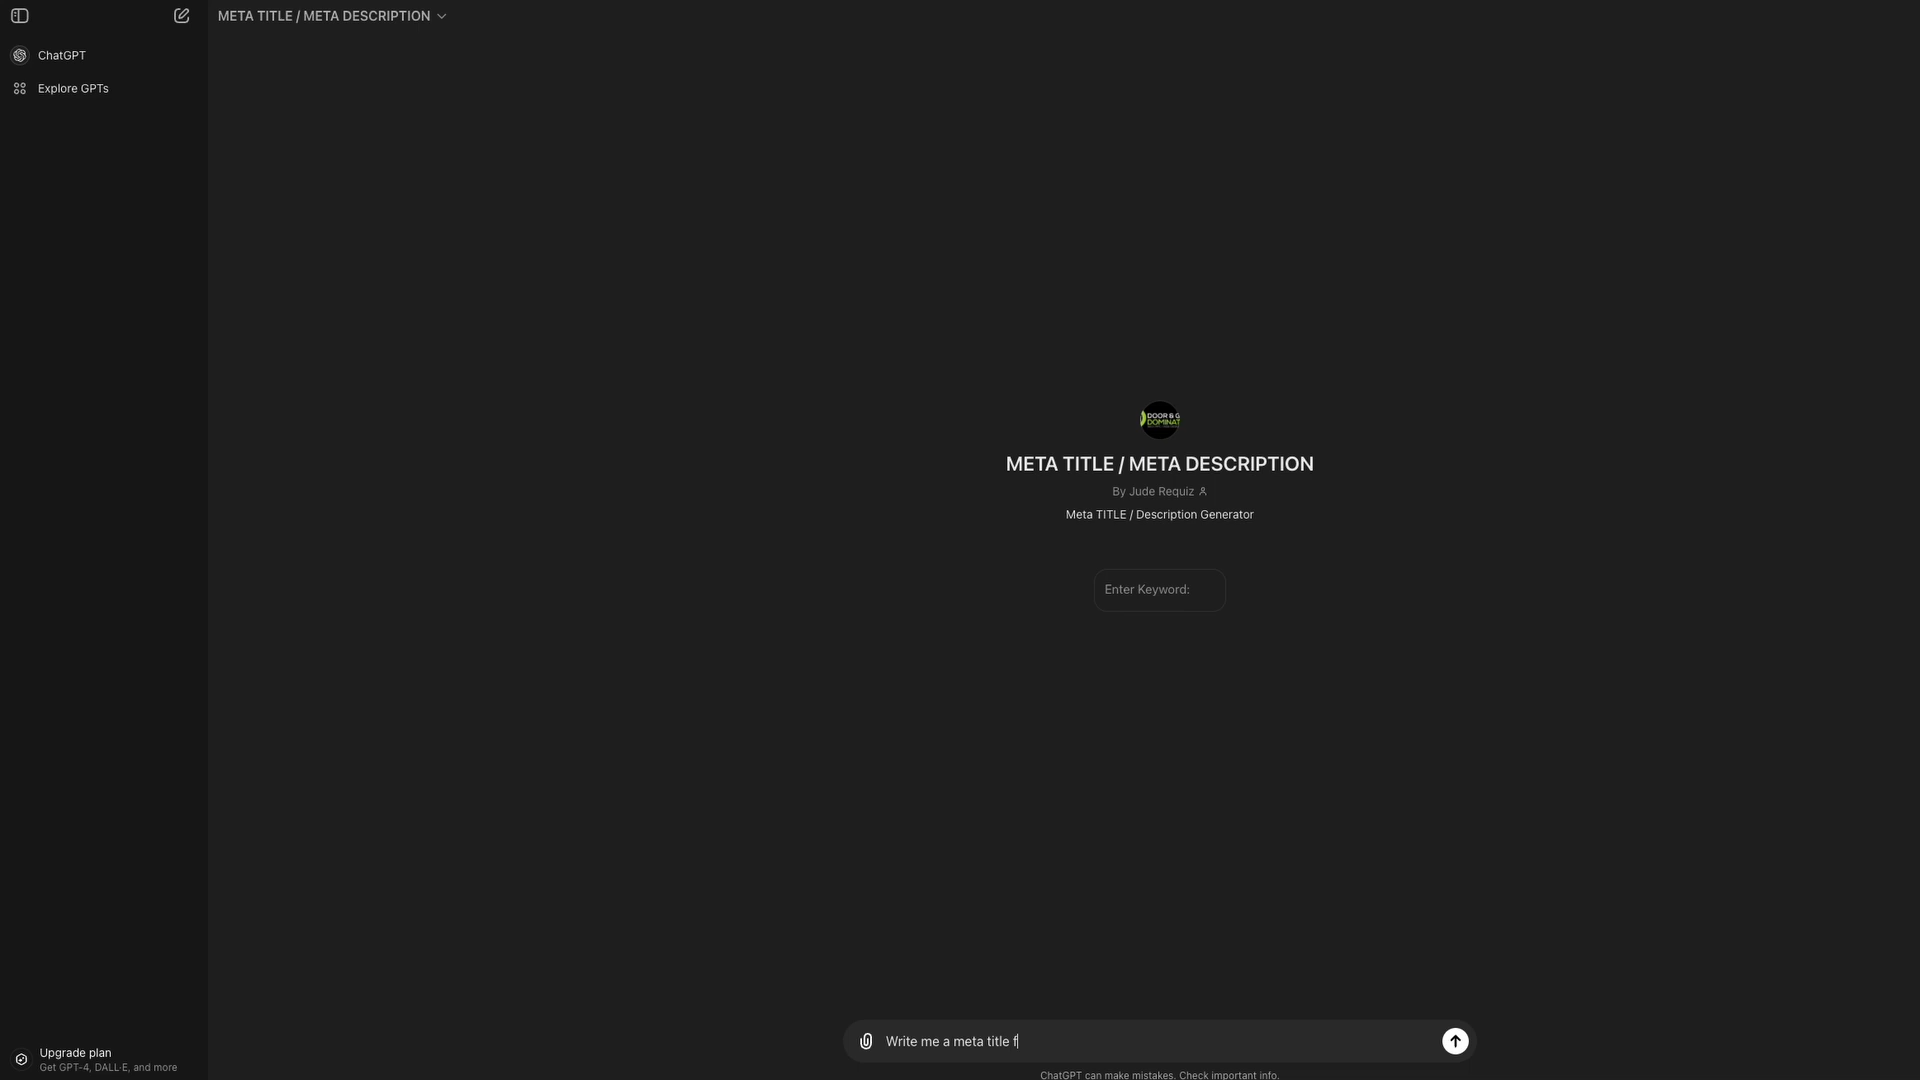 META TITLE / META DESCRIPTION
ChatGPT
Explore GPTs
DOOR & G
DOMINAT
META TITLE / META DESCRIPTION
By Jude Requiz
Meta TITLE / Description Generator
Enter Keyword:
Write me a meta title f
Upgrade plan
Get GPT-4, DALL·E, and more
ChatGPT can make mistakes. Check important info.